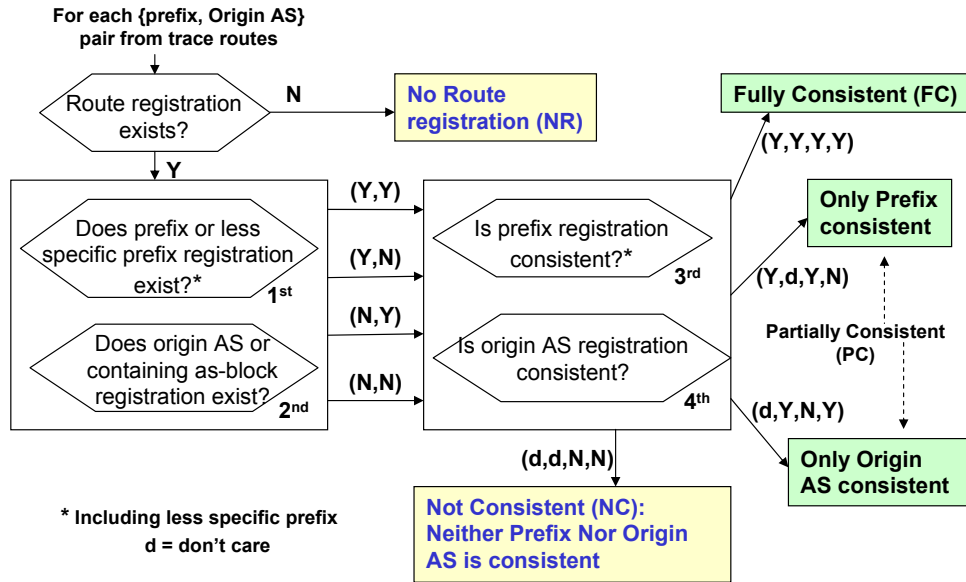 For each {prefix, Origin AS}
pair from trace routes
Route registration
exists?
N
No Route
registration (NR)
Y
Fully Consistent (FC)
(Y,Y,Y,Y)
Does prefix or less
specific prefix registration
exist?*
1st
Does origin AS or
containing as-block
registration exist?
2nd
(Y,Y)
(Y,N)
(N,Y)
(N,N)
Is prefix registration
consistent?*
3rd
Is origin AS registration
consistent?
4th
Only Prefix
consistent
(Y,d,Y,N)
Partially Consistent
(PC)
(d,Y,N,Y)
Only Origin
AS consistent
(d,d,N,N)
Not Consistent (NC):
Neither Prefix Nor Origin
AS is consistent
* Including less specific prefix
d = don't care